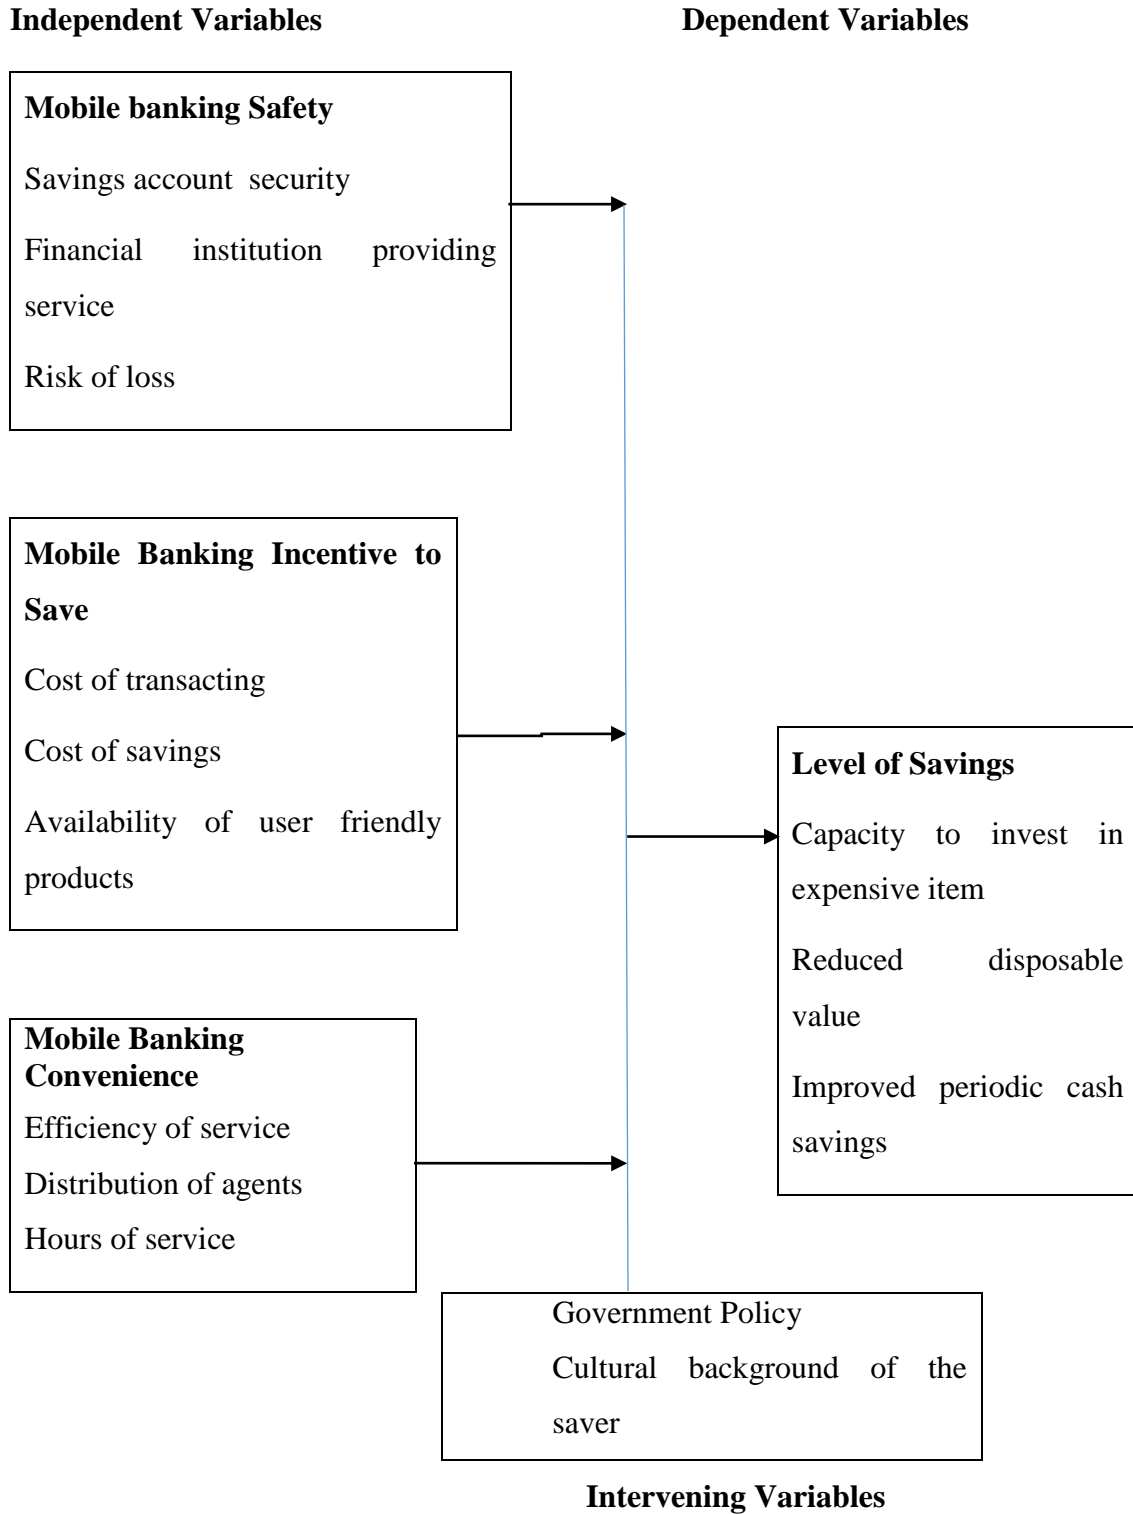 Independent Variables
Dependent Variables
Mobile banking Safety
Savings account security
Financial institution providing
service
Risk of loss
Mobile Banking Incentive to
Save
Cost of transacting
Cost of savings
Availability of user friendly
products
Level of Savings
Capacity to invest in
expensive item
Reduced disposable
value
Improved periodic cash
savings
Mobile Banking
Convenience
Efficiency of service
Distribution of agents
Hours of service
Government Policy
Cultural background of the
saver
Intervening Variables